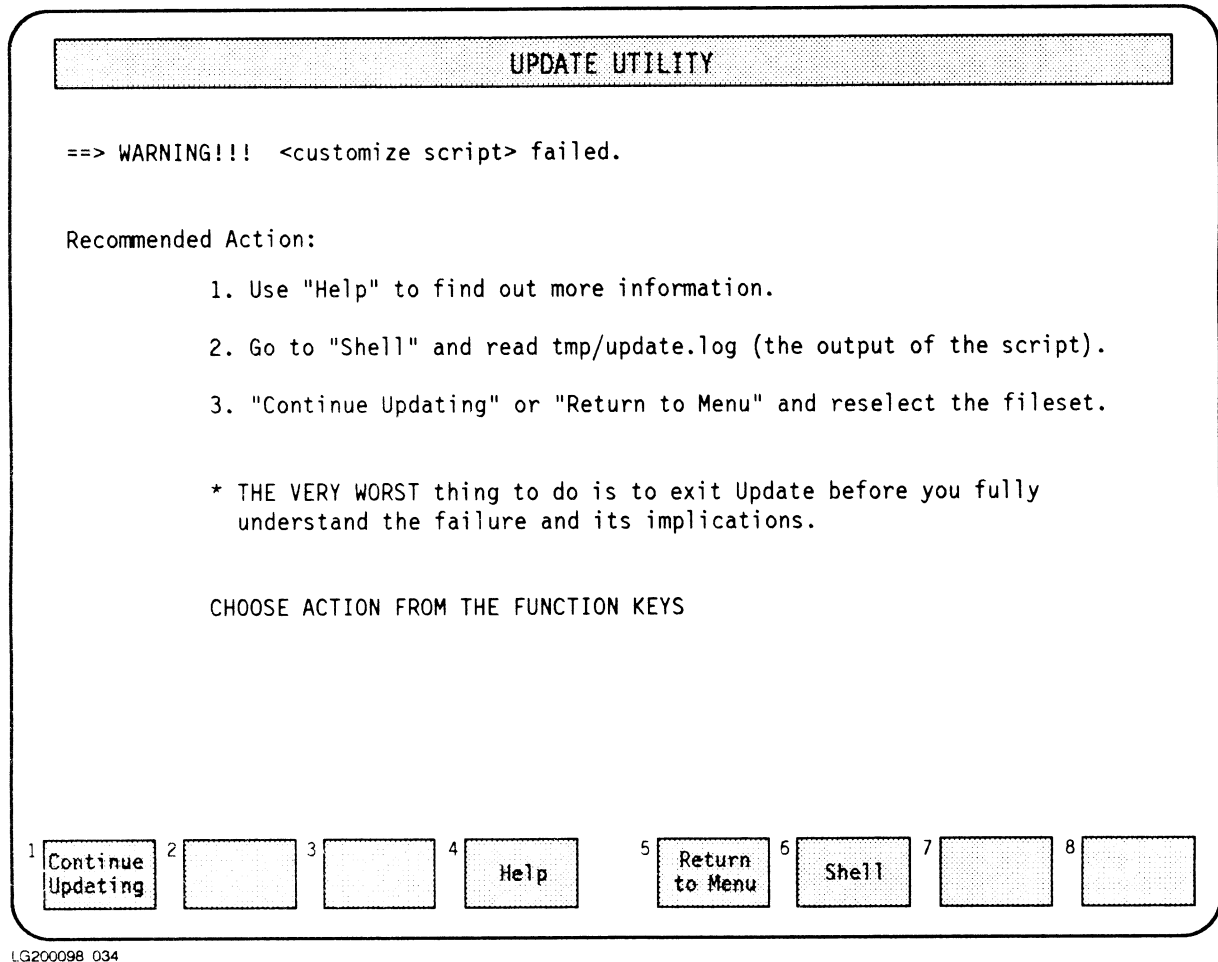 UPDATE UTILITY
==> WARNING!!! <customize script> failed.
Recommended Action:
1. Use "Help" to find out more information.
2. Go to "Shell" and read tmp/update.log (the output of the script).
3. "Continue Updating" or "Return to Menu" and reselect the fileset.
* THE VERY WORST thing to do is to exit Update before you fully
understand the failure and its implications.
CHOOSE ACTION FROM THE FUNCTION KEYS
1 Continue 2 3 4 Help 5 Return 6 Shell 7 8
Updating to Menu
LG200098 034